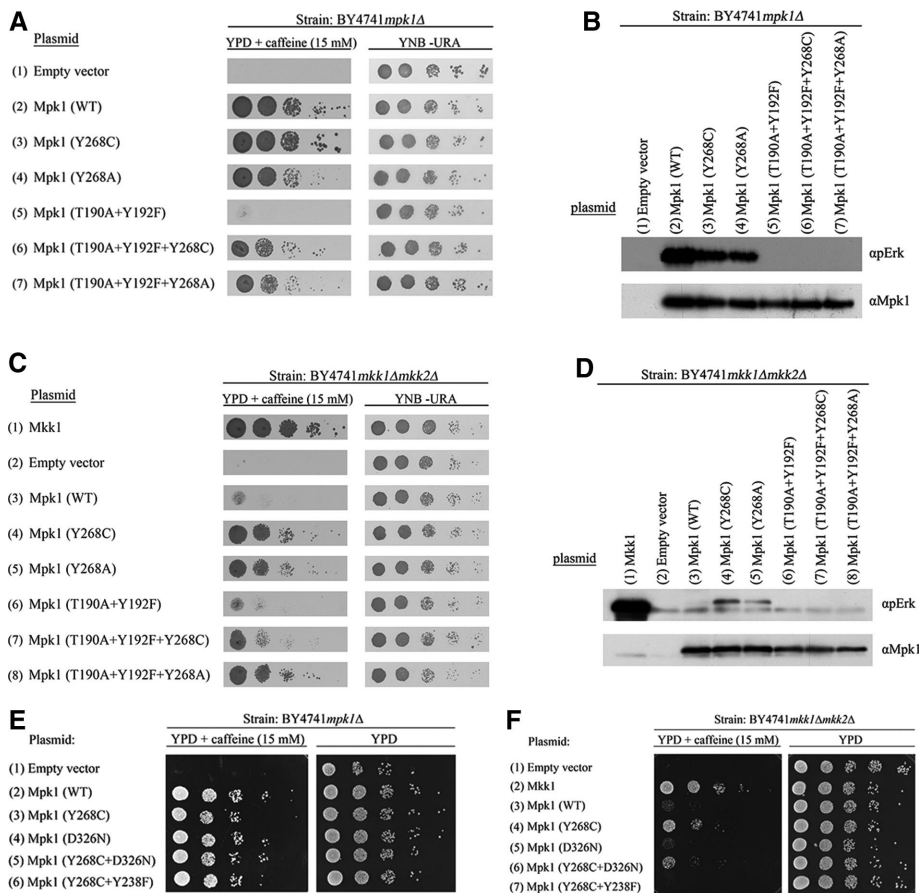 A
Strain: BY4741mpk1Δ
Plasmid
YPD + caffeine (15 mM)
YNB -URA
(1) Empty vector
(2) Mpk1 (WT)
(3) Mpk1 (Y268C)
(4) Mpk1 (Y268A)
(5) Mpk1 (T190A+Y192F)
(6) Mpk1 (T190A+Y192F+Y268C)
(7) Mpk1 (T190A+Y192F+Y268A)
B
Strain: BY4741mpk1Δ
plasmid
(1) Empty vector
(2) Mpk1 (WT)
(3) Mpk1 (Y268C)
(4) Mpk1 (Y268A)
(5) Mpk1 (T190A+Y192F)
(6) Mpk1 (T190A+Y192F+Y268C)
(7) Mpk1 (T190A+Y192F+Y268A)
αpErk
αMpk1
C
Strain: BY4741mkk1Δmkk2Δ
Plasmid
YPD + caffeine (15 mM)
YNB -URA
(1) Mkk1
(2) Empty vector
(3) Mpk1 (WT)
(4) Mpk1 (Y268C)
(5) Mpk1 (Y268A)
(6) Mpk1 (T190A+Y192F)
(7) Mpk1 (T190A+Y192F+Y268C)
(8) Mpk1 (T190A+Y192F+Y268A)
D
Strain: BY4741mkk1Δmkk2Δ
plasmid
(1) Mkk1
(2) Empty vector
(3) Mpk1 (WT)
(4) Mpk1 (Y268C)
(5) Mpk1 (Y268A)
(6) Mpk1 (T190A+Y192F)
(7) Mpk1 (T190A+Y192F+Y268C)
(8) Mpk1 (T190A+Y192F+Y268A)
αpErk
αMpk1
E
Strain: BY4741mpk1Δ
Plasmid:
YPD + caffeine (15 mM)
YPD
(1) Empty vector
(2) Mpk1 (WT)
(3) Mpk1 (Y268C)
(4) Mpk1 (D326N)
(5) Mpk1 (Y268C+D326N)
(6) Mpk1 (Y268C+Y238F)
F
Strain: BY4741mkk1Δmkk2Δ
Plasmid:
YPD + caffeine (15 mM)
YPD
(1) Empty vector
(2) Mkk1
(3) Mpk1 (WT)
(4) Mpk1 (Y268C)
(5) Mpk1 (D326N)
(6) Mpk1 (Y268C+D326N)
(7) Mpk1 (Y268C+Y238F)